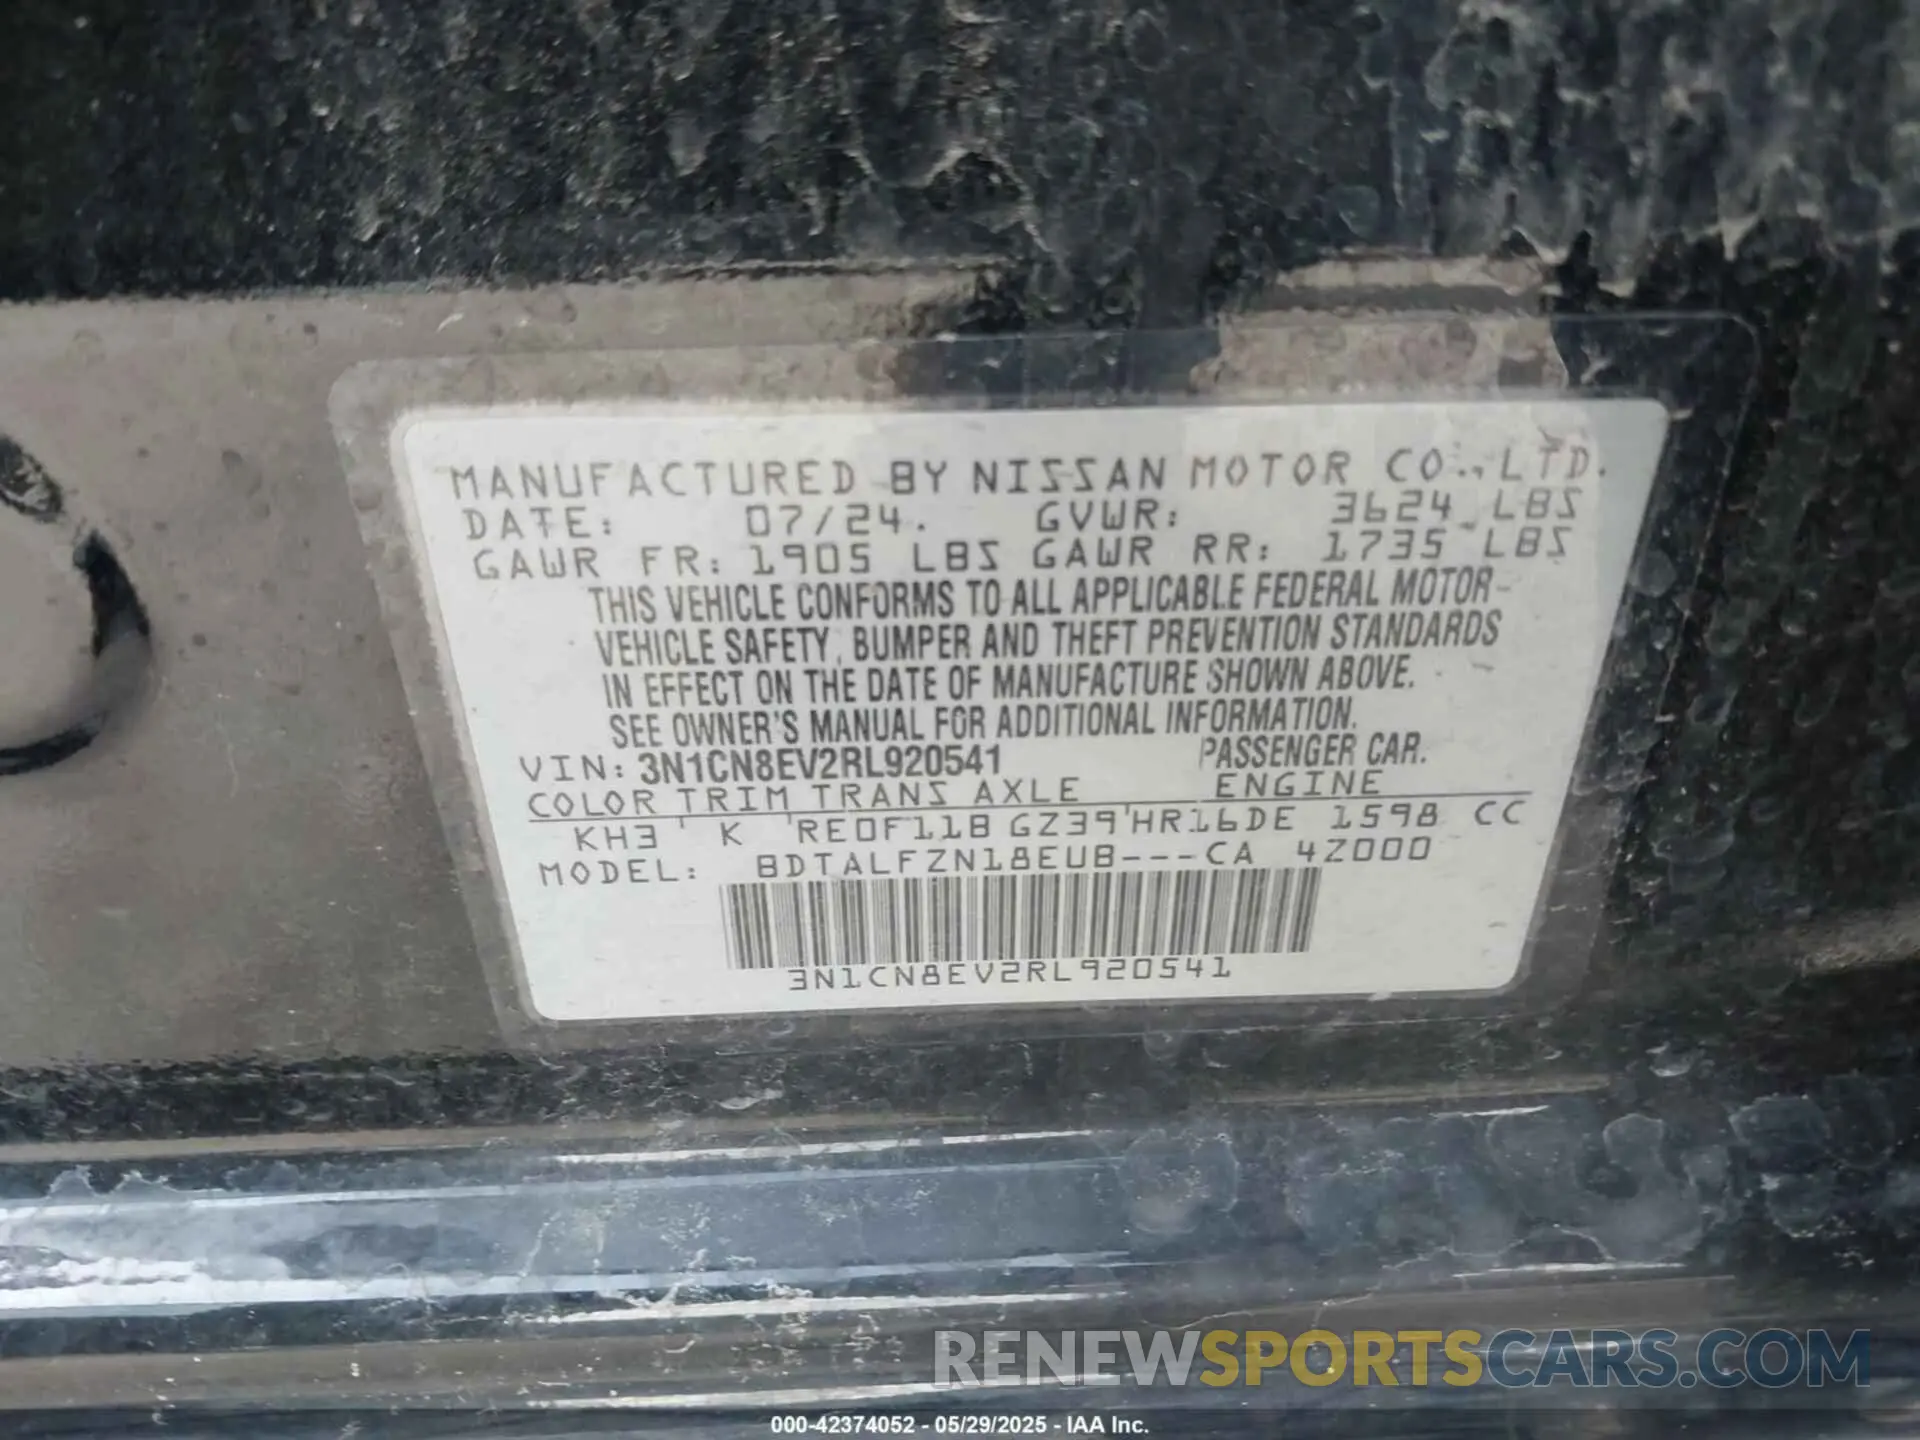 MANUFACTURED BY NISSAN MOTOR CO., LTD.
DATE: 07/24. GVWR: 3624 LBS
GAWR FR: 1905 LBS GAWR RR: 1735 LBS
THIS VEHICLE CONFORMS TO ALL APPLICABLE FEDERAL MOTOR-
VEHICLE SAFETY, BUMPER AND THEFT PREVENTION STANDARDS
IN EFFECT ON THE DATE OF MANUFACTURE SHOWN ABOVE.
SEE OWNER'S MANUAL FOR ADDITIONAL INFORMATION.
VIN: 3N1CN8EV2RL920541 PASSENGER CAR.
COLOR TRIM TRANS AXLE ENGINE
KH3 ' K 'RE0F11B GZ39'HR16DE 1598 CC
MODEL: BDTALFZN18EUB---CA 4Z000
3N1CN8EV2RL920541
RENEWSPORTSCARS.COM
000-42374052 - 05/29/2025 - IAA Inc.